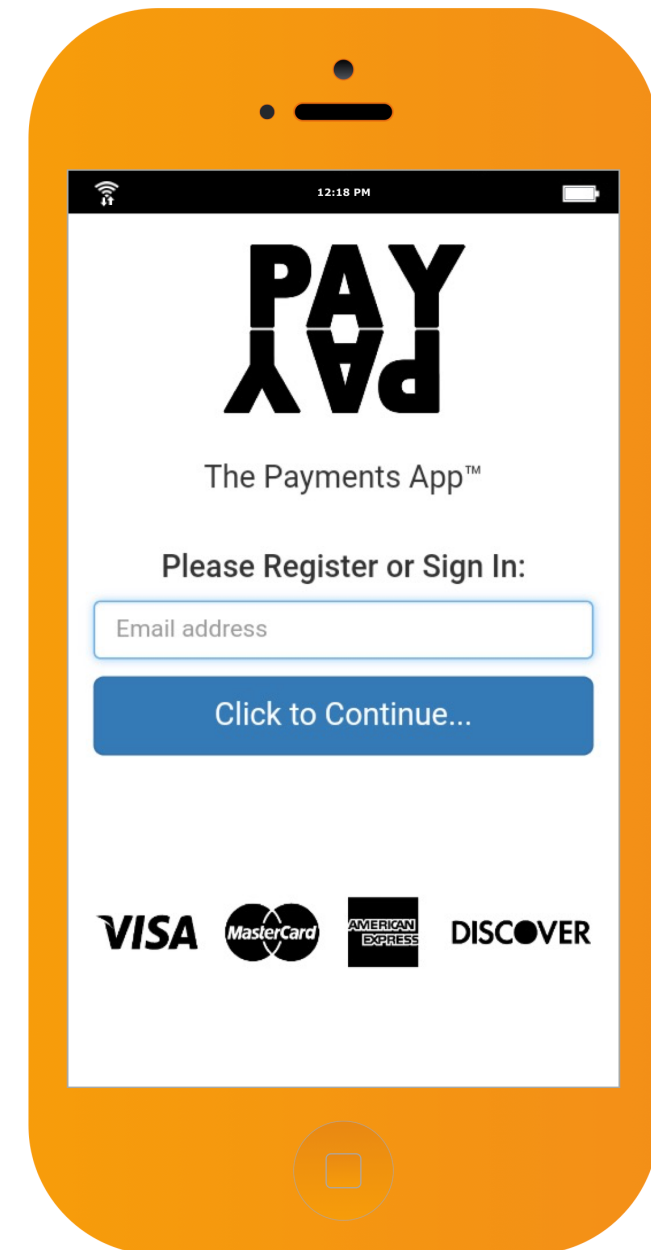 12:18 PM
PAY
PAY
The Payments App™
Please Register or Sign In:
Email address
Click to Continue...
VISA MasterCard AMERICAN EXPRESS DISCOVER